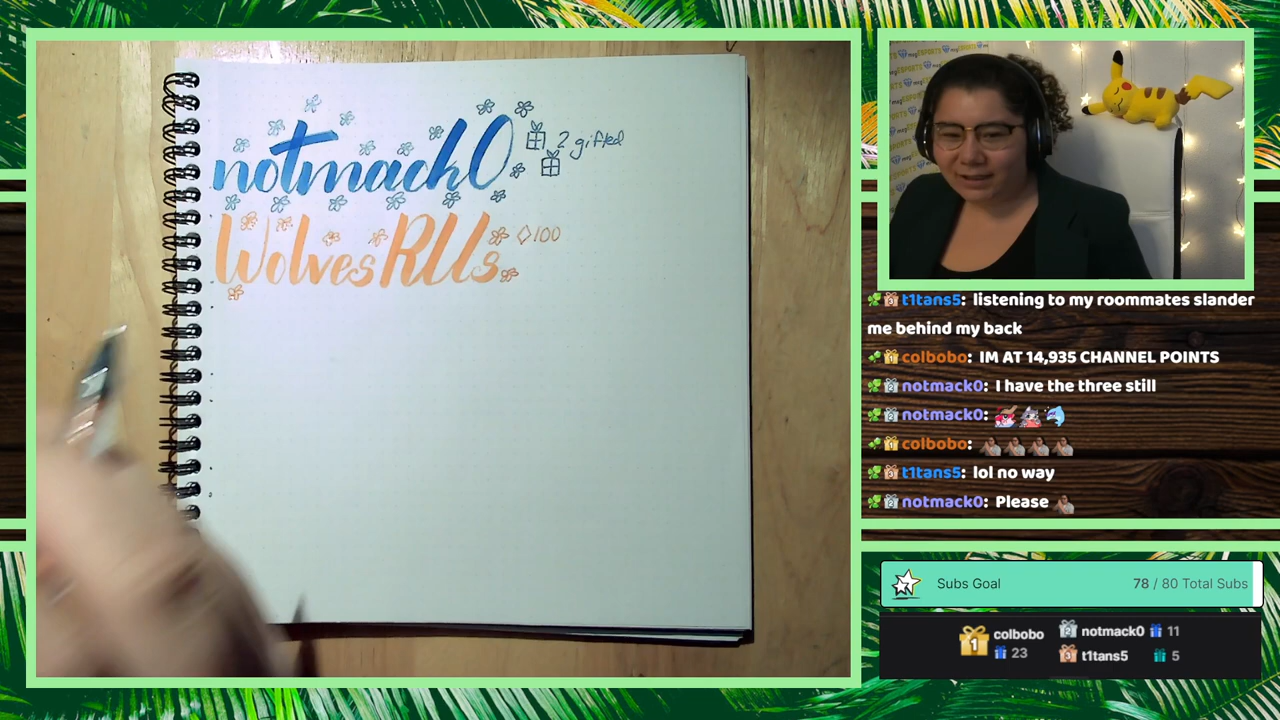 notmack0 2 gifted
WolvesRUs 100
t1tans5: listening to my roommates slander
me behind my back
colbobo: IM AT 14,935 CHANNEL POINTS
notmack0: I have the three still
notmack0:
colbobo:
t1tans5: lol no way
notmack0: Please
Subs Goal 78 / 80 Total Subs
1 colbobo 23
2 notmack0 11
3 t1tans5 5